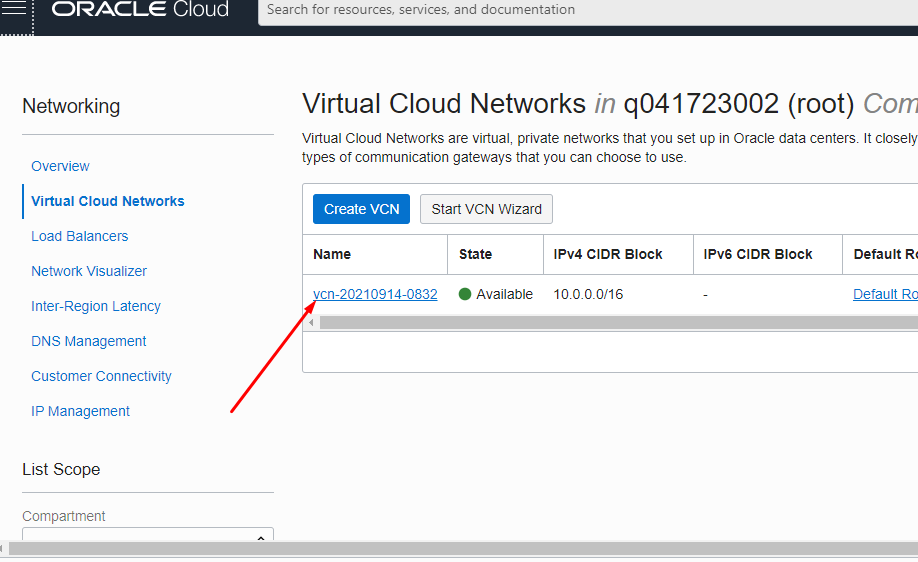 ORACLE Cloud
Search for resources, services, and documentation
Networking
Overview
Virtual Cloud Networks
Load Balancers
Network Visualizer
Inter-Region Latency
DNS Management
Customer Connectivity
IP Management
List Scope
Compartment
Virtual Cloud Networks in q041723002 (root) Com
Virtual Cloud Networks are virtual, private networks that you set up in Oracle data centers. It closely
types of communication gateways that you can choose to use.
Create VCN Start VCN Wizard
Name State IPv4 CIDR Block IPv6 CIDR Block Default Ro
vcn-20210914-0832 Available 10.0.0.0/16 - Default Ro